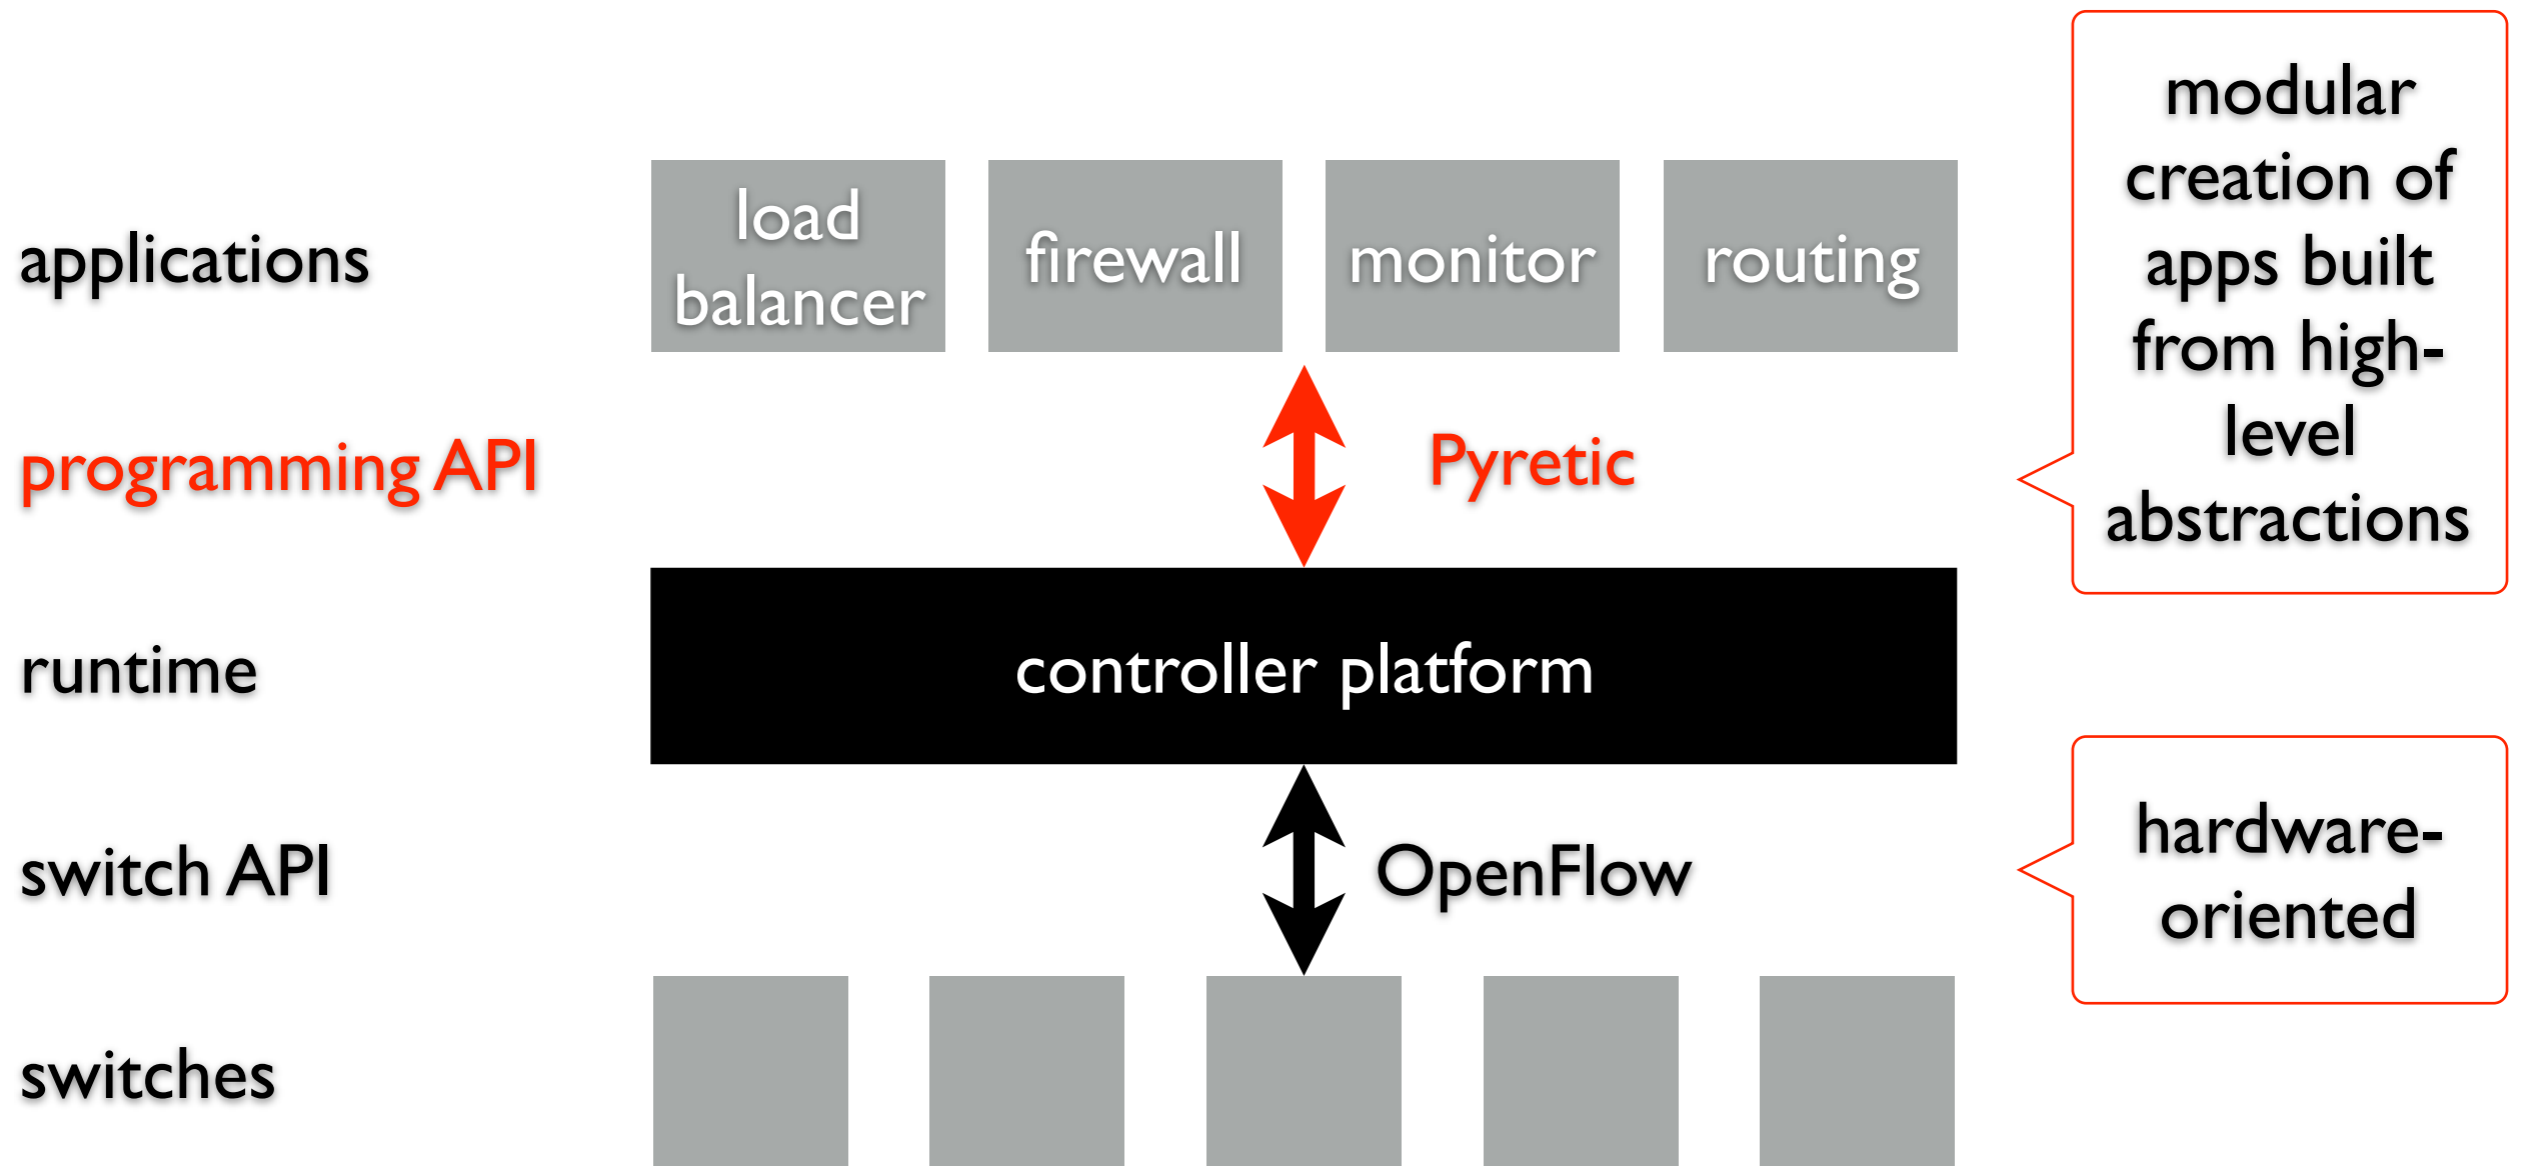 applications
load
balancer
firewall
monitor
routing
programming API
Pyretic
modular
creation of
apps built
from high-
level
abstractions
runtime
controller platform
switch API
OpenFlow
hardware-
oriented
switches